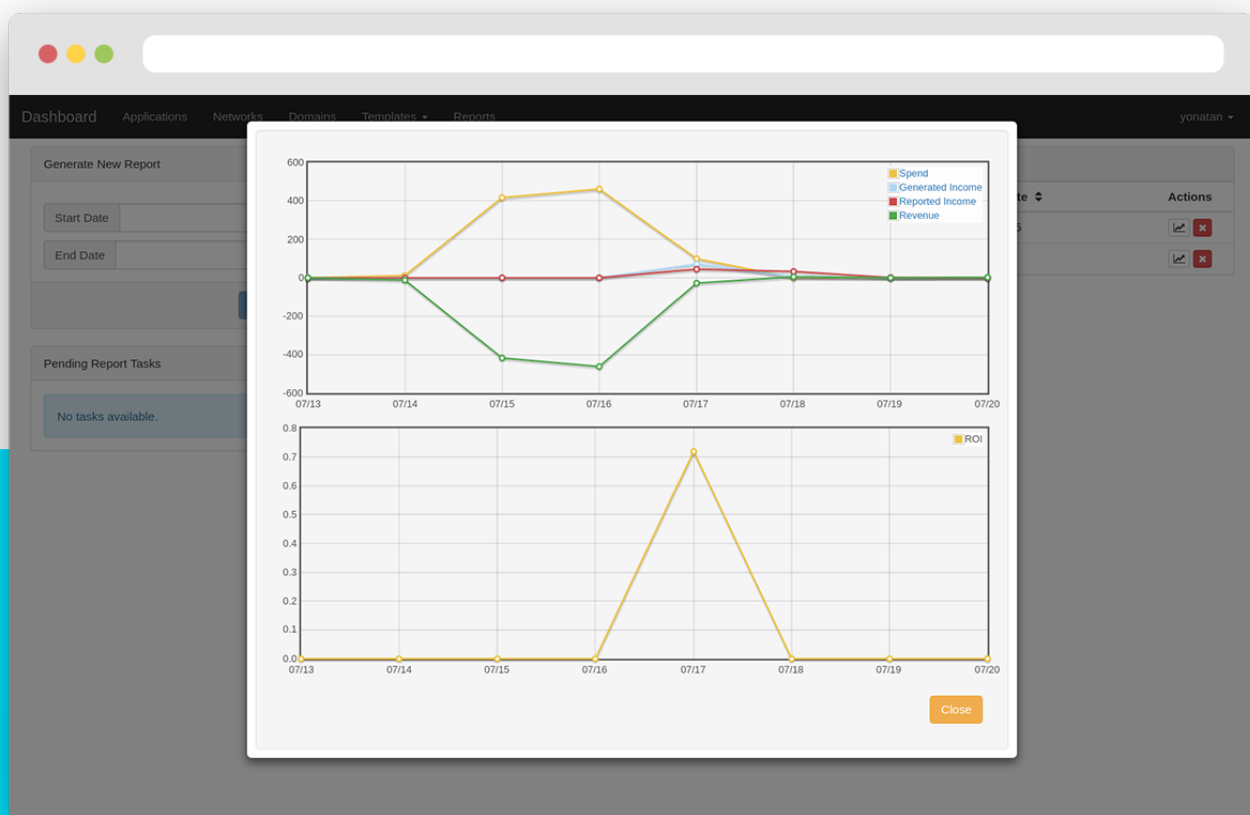 Dashboard Applications Networks Domains Templates Reports yonatan
Generate New Report
Start Date
End Date
Pending Report Tasks
No tasks available.
Actions
600
400
200
0
-200
-400
-600
Spend
Generated Income
Reported Income
Revenue
07/13 07/14 07/15 07/16 07/17 07/18 07/19 07/20
0.8
0.7
0.6
0.5
0.4
0.3
0.2
0.1
0.0
ROI
07/13 07/14 07/15 07/16 07/17 07/18 07/19 07/20
Close